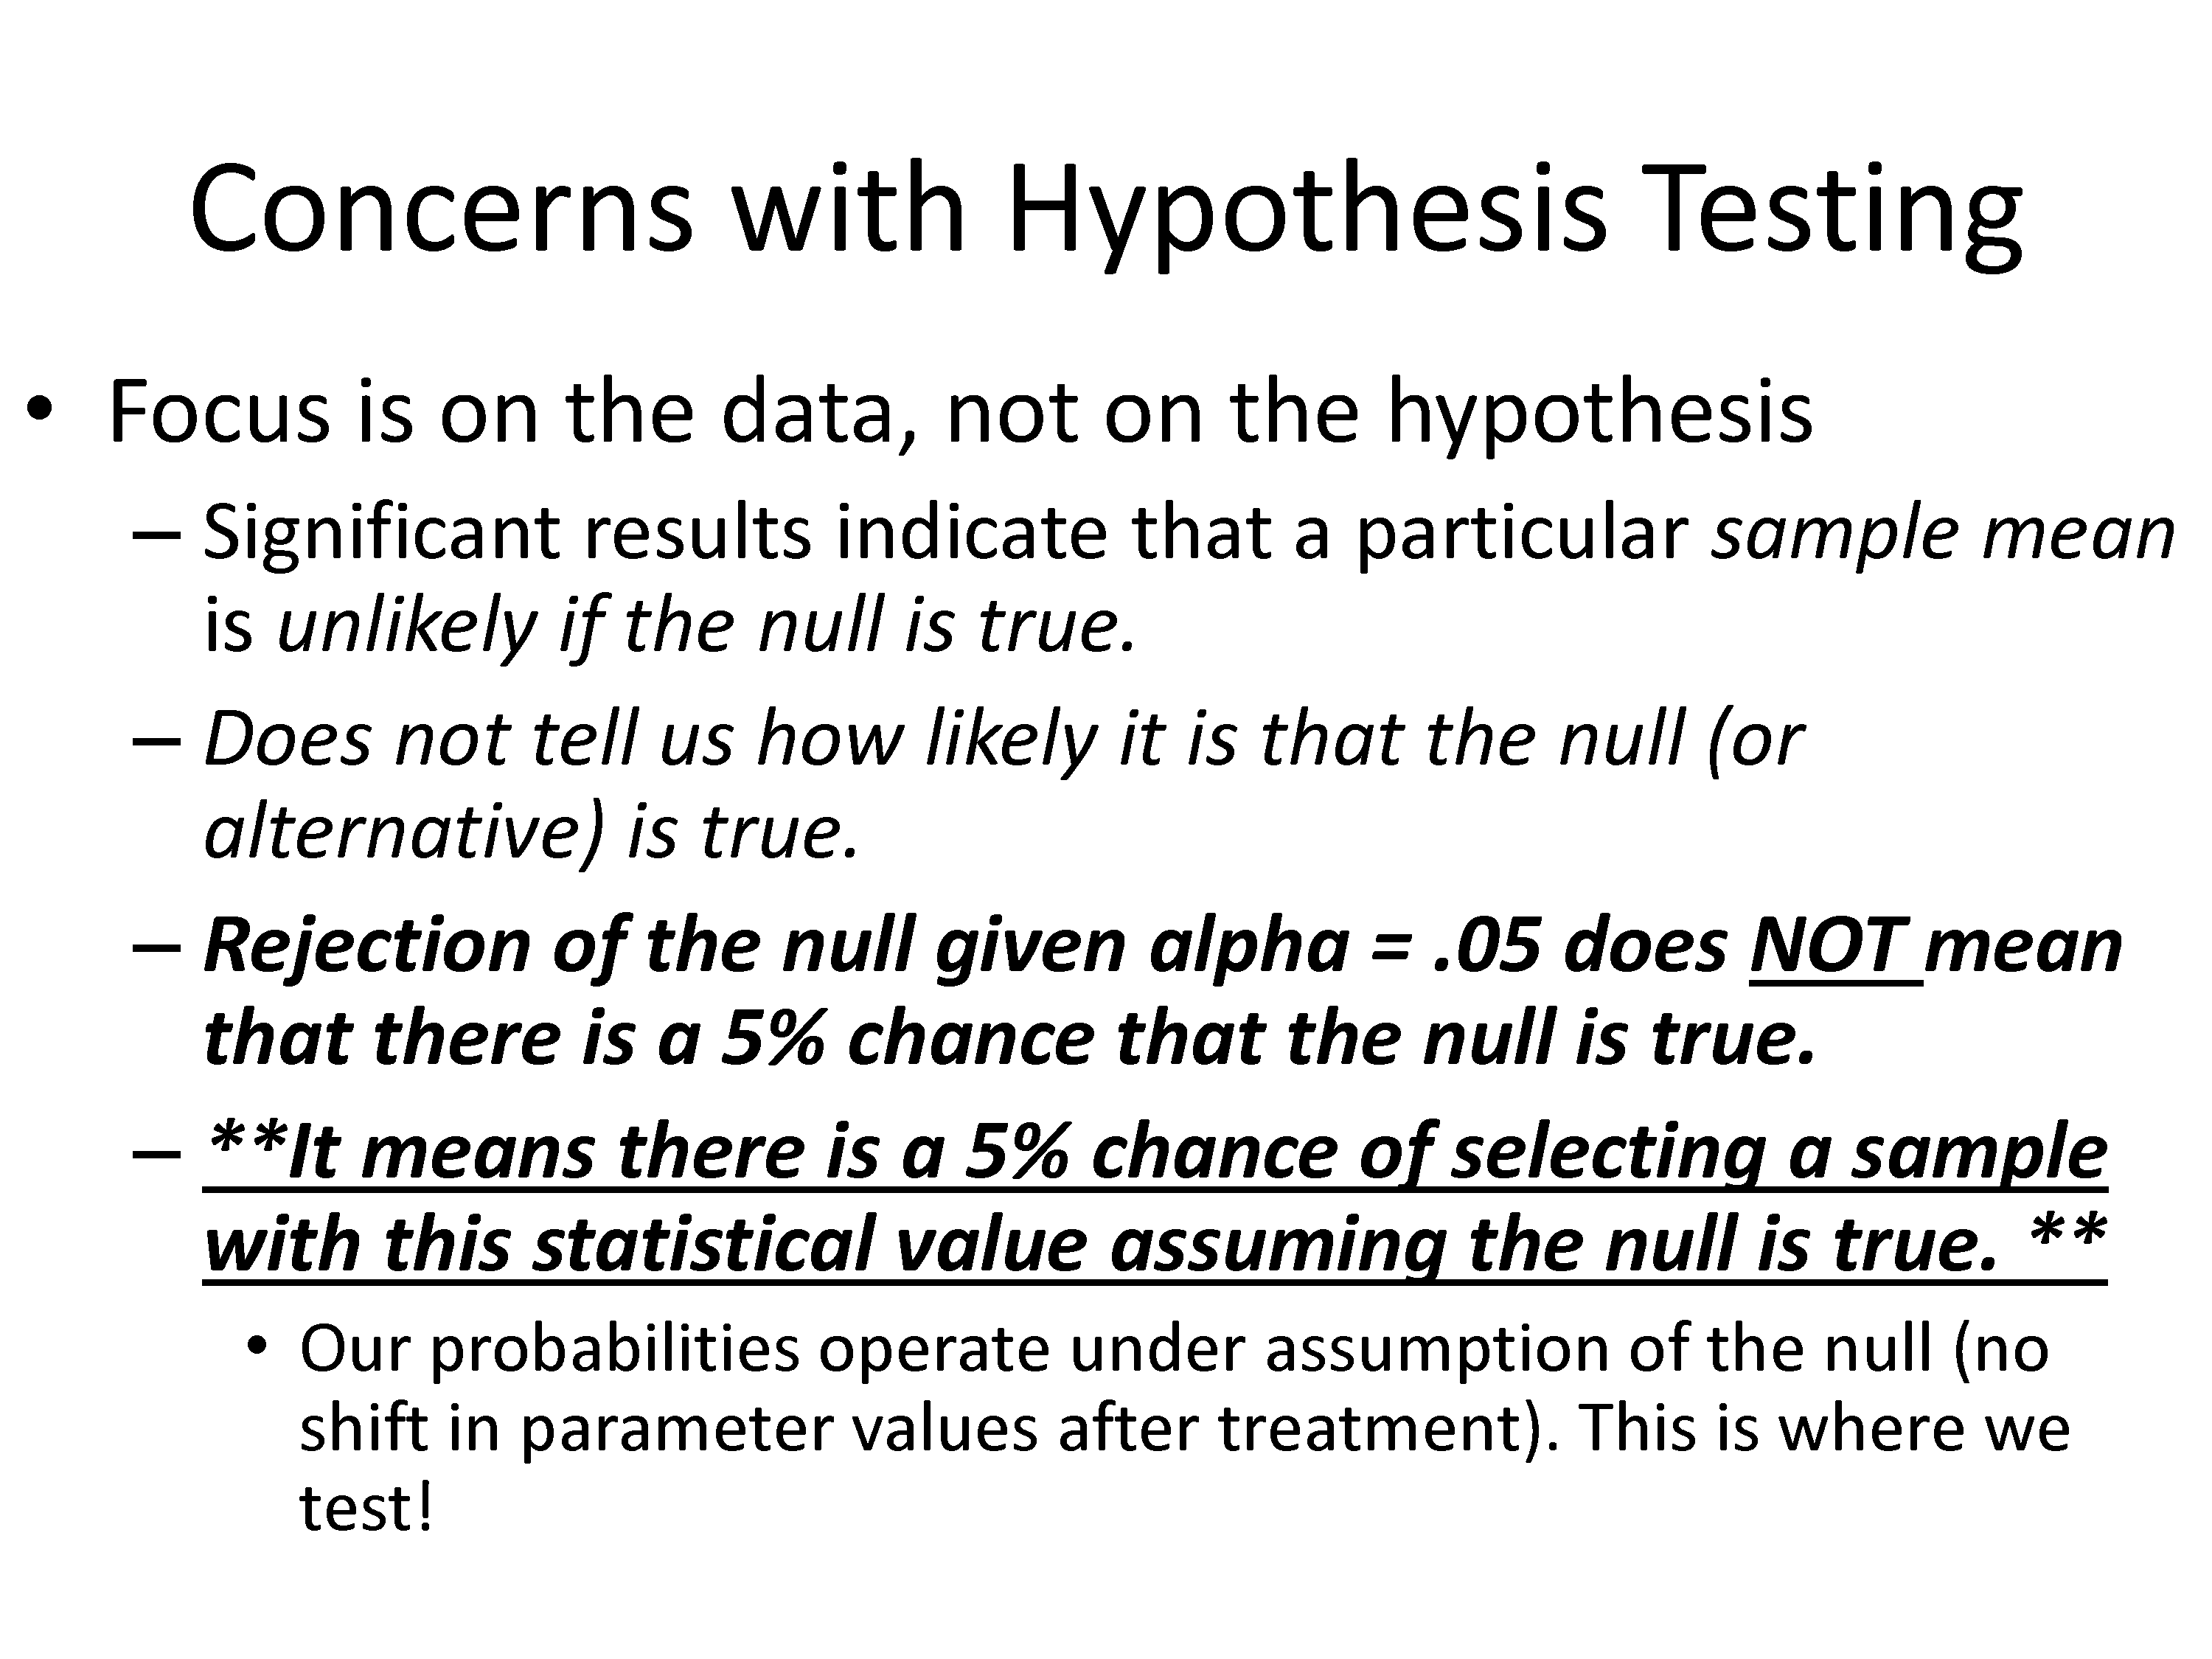 Concerns with Hypothesis Testing
• Focus is on the data, not on the hypothesis
– Significant results indicate that a particular sample mean
is unlikely if the null is true.
– Does not tell us how likely it is that the null (or
alternative) is true.
– Rejection of the null given alpha = .05 does NOT mean
that there is a 5% chance that the null is true.
– **It means there is a 5% chance of selecting a sample
with this statistical value assuming the null is true. **
• Our probabilities operate under assumption of the null (no
shift in parameter values after treatment). This is where we
test!